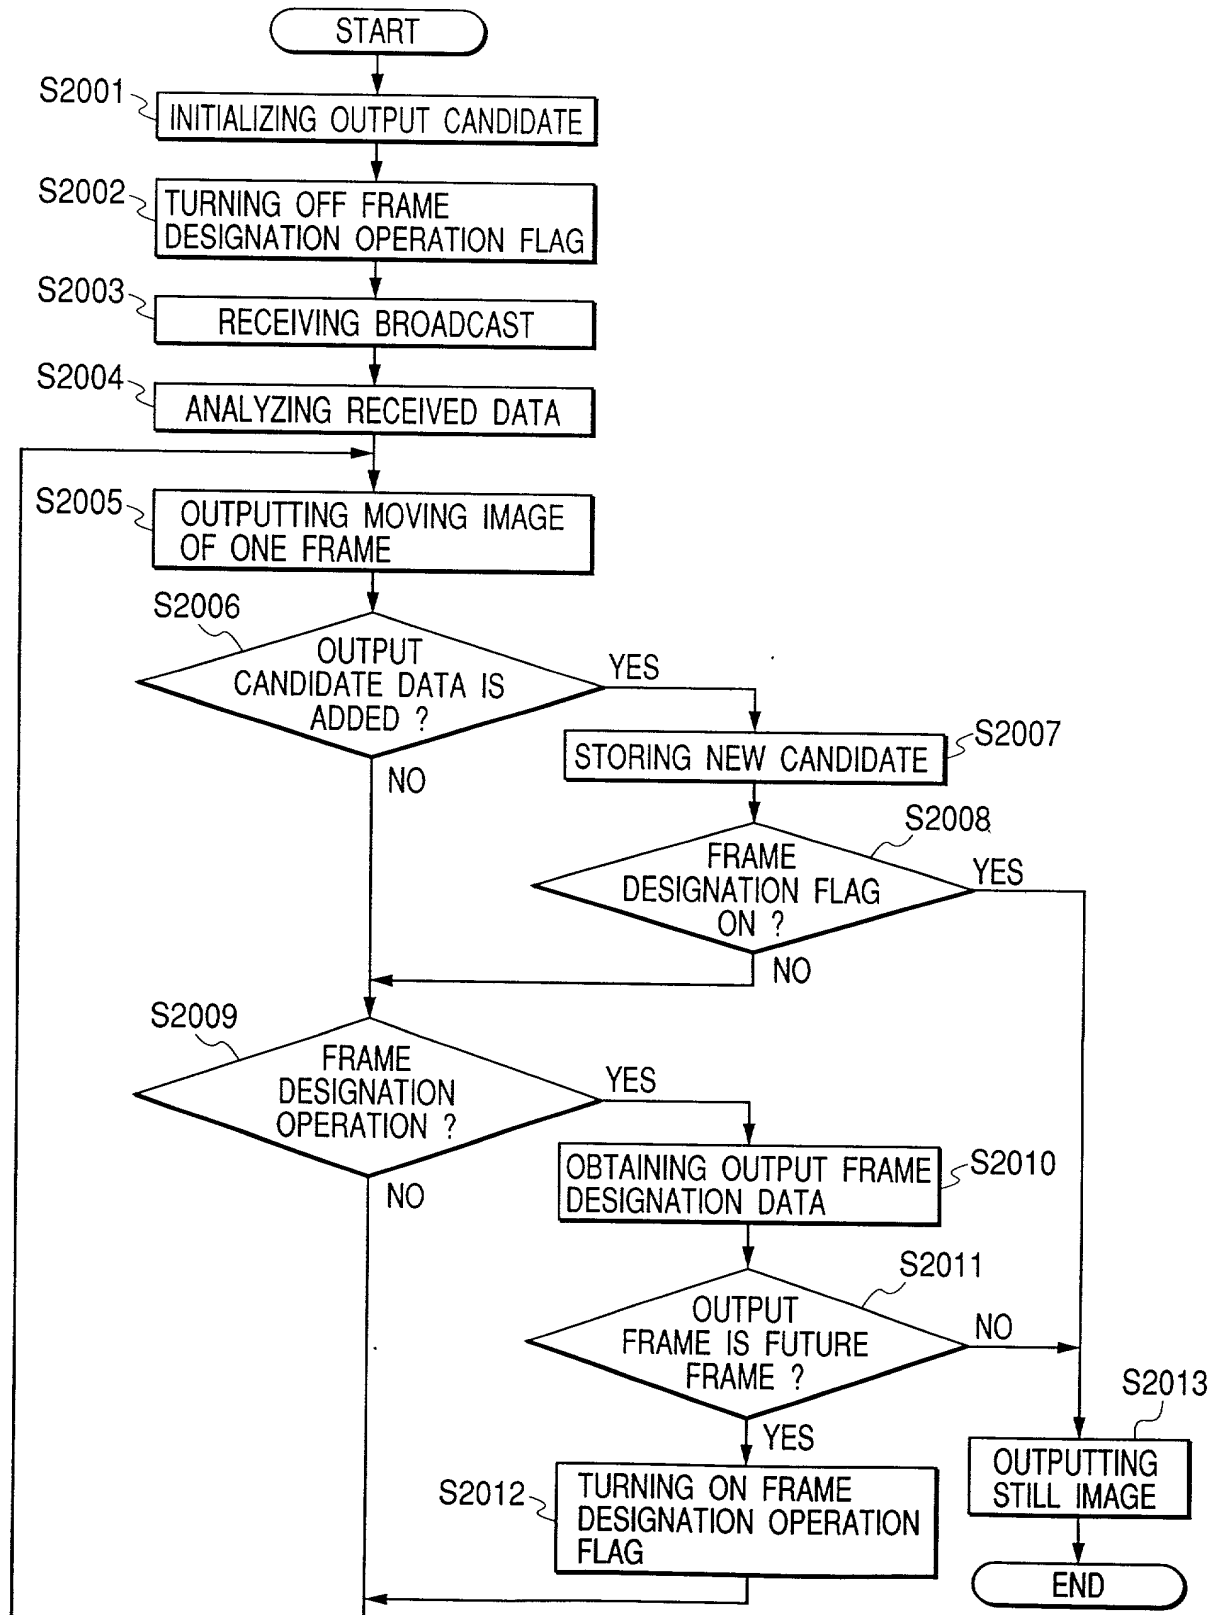 START
S2001
INITIALIZING OUTPUT CANDIDATE
S2002
TURNING OFF FRAME
DESIGNATION OPERATION FLAG
S2003
RECEIVING BROADCAST
S2004
ANALYZING RECEIVED DATA
S2005
OUTPUTTING MOVING IMAGE
OF ONE FRAME
S2006
OUTPUT
CANDIDATE DATA IS
ADDED ?
YES
NO
S2007
STORING NEW CANDIDATE
S2008
FRAME
DESIGNATION FLAG
ON ?
YES
NO
S2009
FRAME
DESIGNATION
OPERATION ?
YES
NO
S2010
OBTAINING OUTPUT FRAME
DESIGNATION DATA
S2011
OUTPUT
FRAME IS FUTURE
FRAME ?
NO
YES
S2012
TURNING ON FRAME
DESIGNATION OPERATION
FLAG
S2013
OUTPUTTING
STILL IMAGE
END